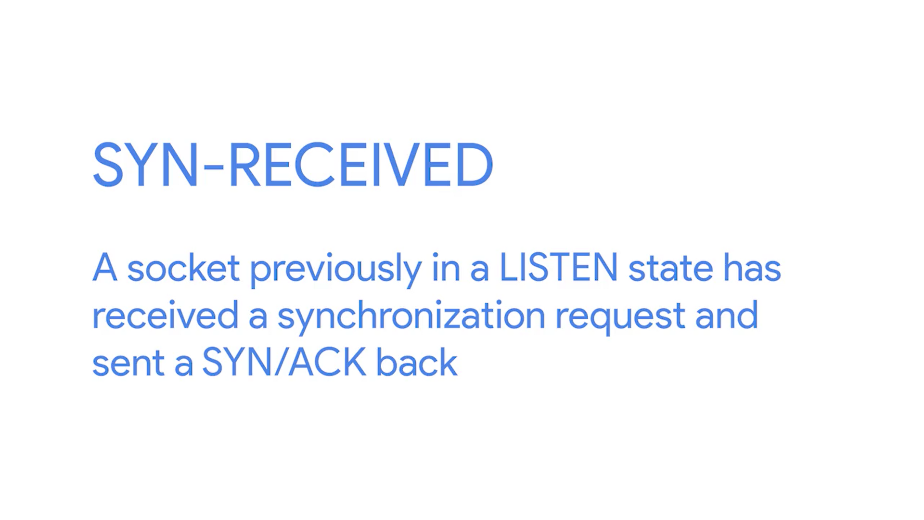 SYN-RECEIVED
A socket previously in a LISTEN state has
received a synchronization request and
sent a SYN/ACK back